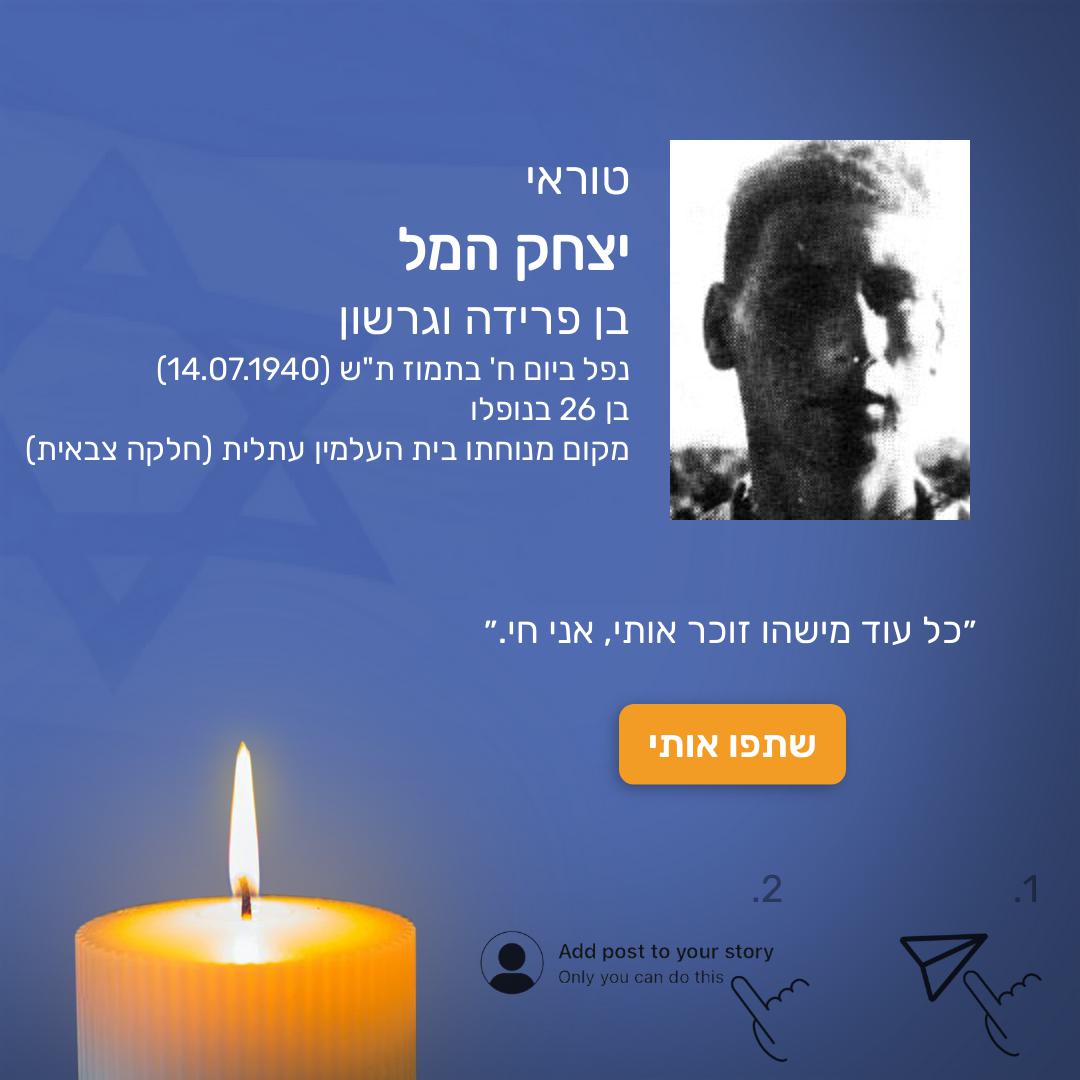 טוראי
יצחק המל
בן פרידה וגרשון
נפל ביום ח' בתמוז ת"ש (14.07.1940)
בן 26 בנופלו
מקום מנוחתו בית העלמין עתלית (חלקה צבאית)
״כל עוד מישהו זוכר אותי, אני חי.״
שתפו אותי
1.
2.
Add post to your story
Only you can do this